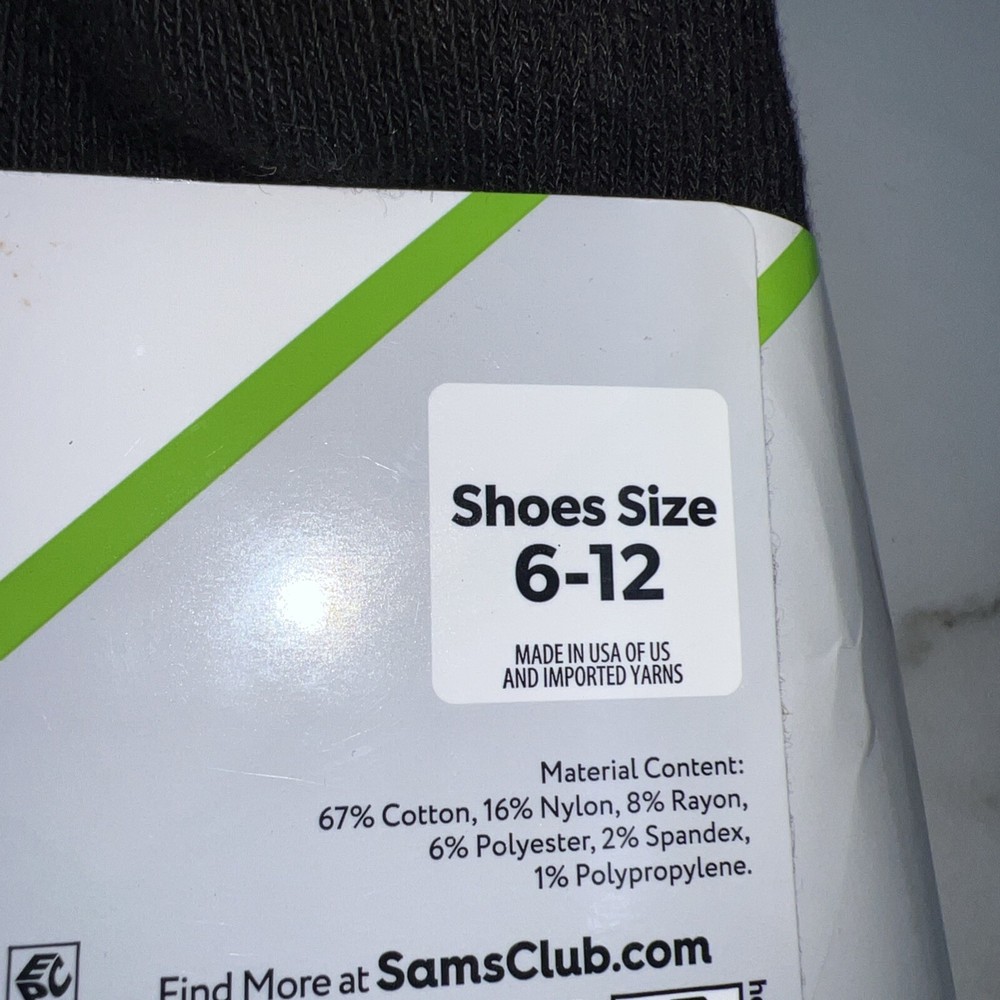 Shoes Size
6-12
MADE IN USA OF US
AND IMPORTED YARNS
Material Content:
67% Cotton, 16% Nylon, 8% Rayon,
6% Polyester, 2% Spandex,
1% Polypropylene.
Find More at SamsClub.com